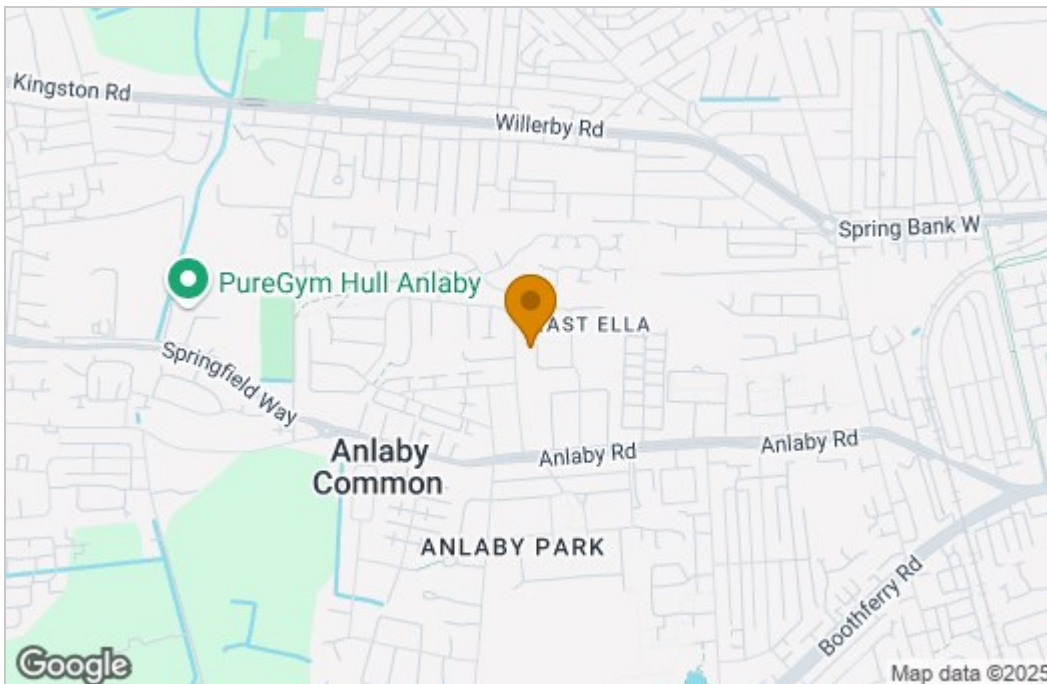 Kingston Rd
Willerby Rd
Spring Bank W
PureGym Hull Anlaby
AST ELLA
Springfield Way
Anlaby
Common
Anlaby Rd
Anlaby Rd
ANLABY PARK
Boothferry Rd
Google
Map data ©2025